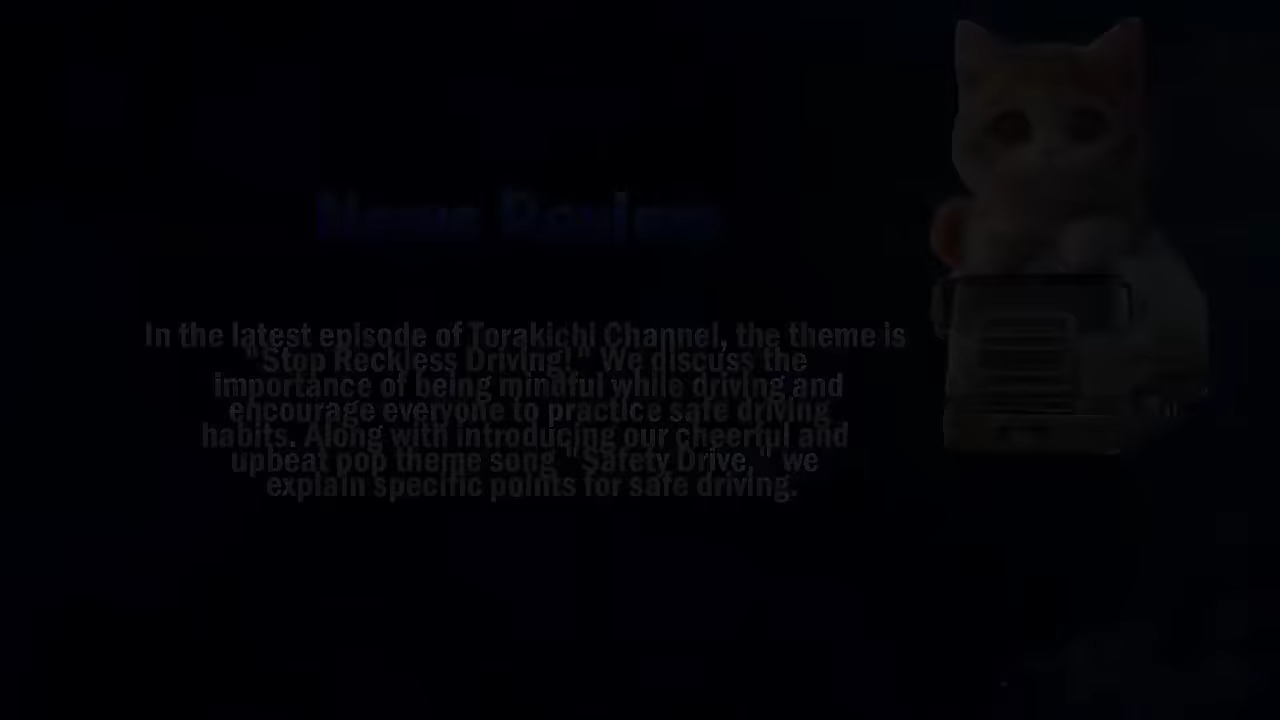 News Review
In the latest episode of Torakichi Channel, the theme is
"Stop Reckless Driving!" We discuss the
importance of being mindful while driving and
encourage everyone to practice safe driving
habits. Along with introducing our cheerful and
upbeat pop theme song "Safety Drive," we
explain specific points for safe driving.